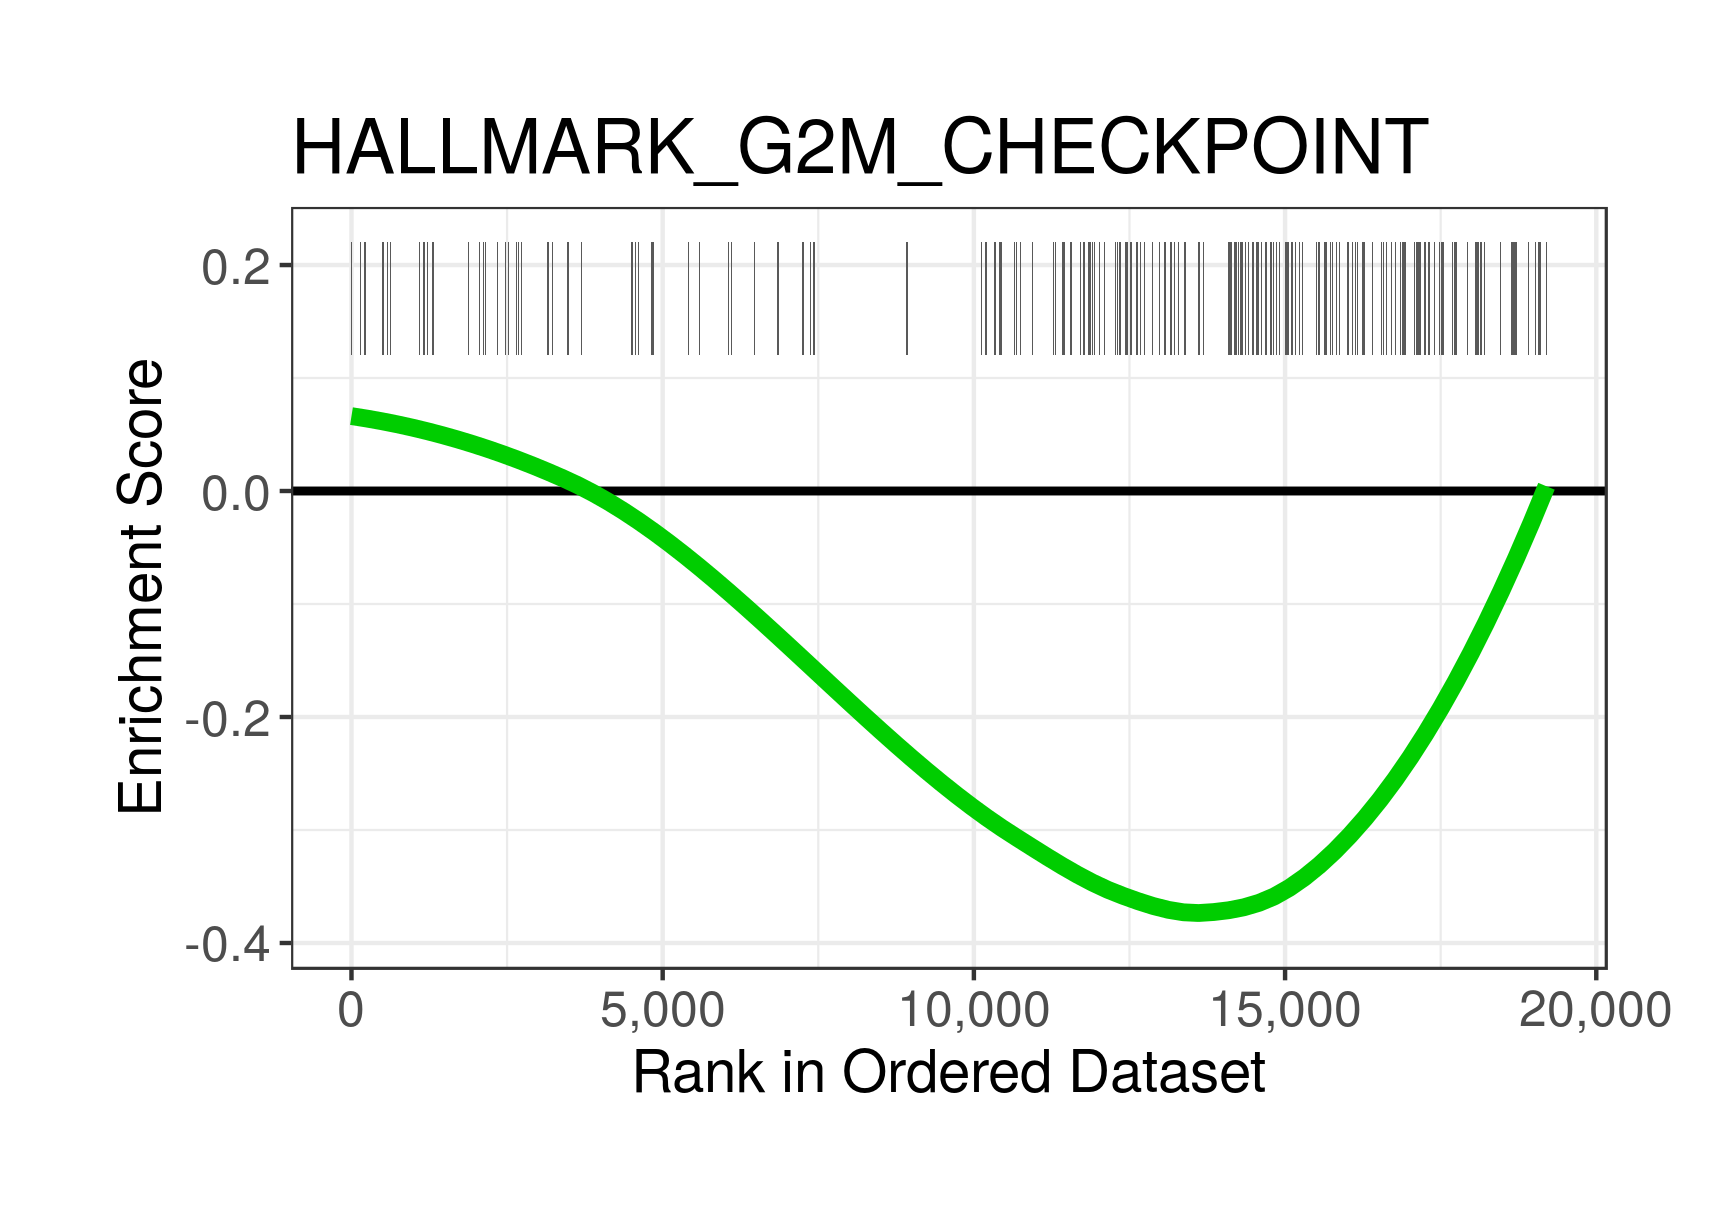 HALLMARK_G2M_CHECKPOINT
0.2
0.0
-0.2
-0.4
Enrichment Score
0 5,000 10,000 15,000 20,000
Rank in Ordered Dataset